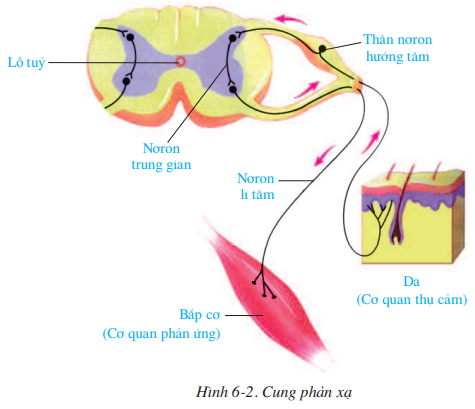 Thân nơron
hướng tâm
Lỗ tuỷ
Nơron
trung gian
Nơron
li tâm
Da
(Cơ quan thụ cảm)
Bắp cơ
(Cơ quan phản ứng)
Hình 6-2. Cung phản xạ